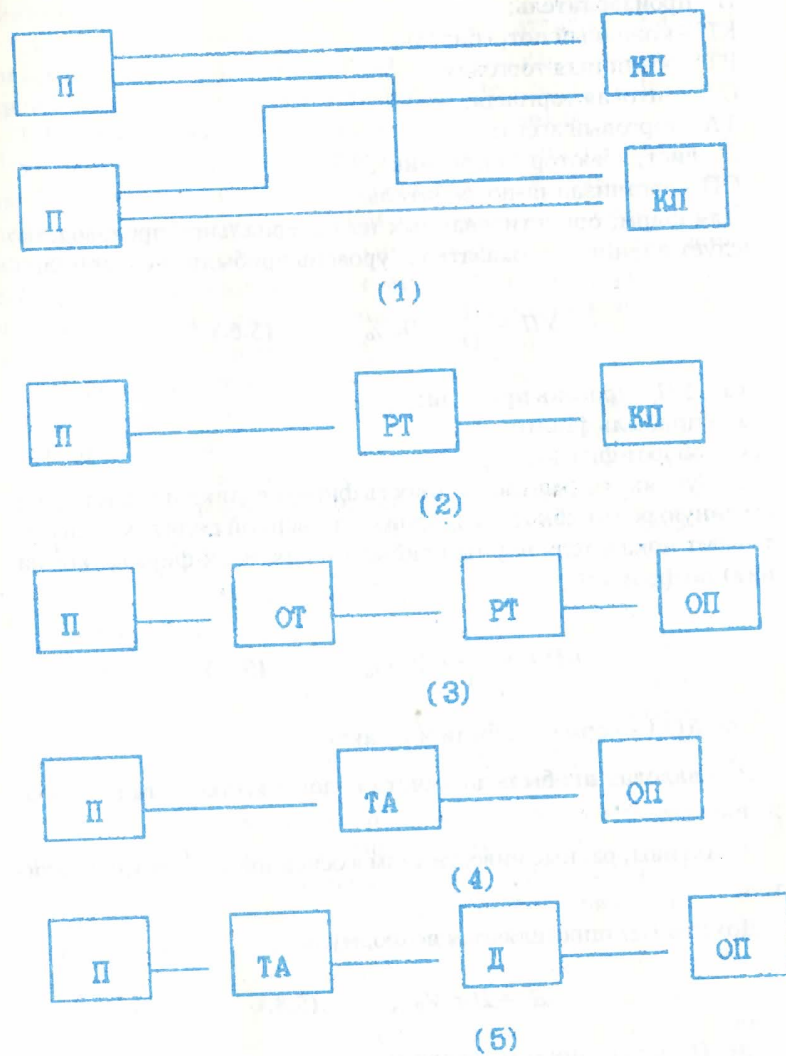 П КП
П КП
(1)
П РТ КП
(2)
П ОТ РТ ОП
(3)
П ТА ОП
(4)
П ТА Д ОП
(5)